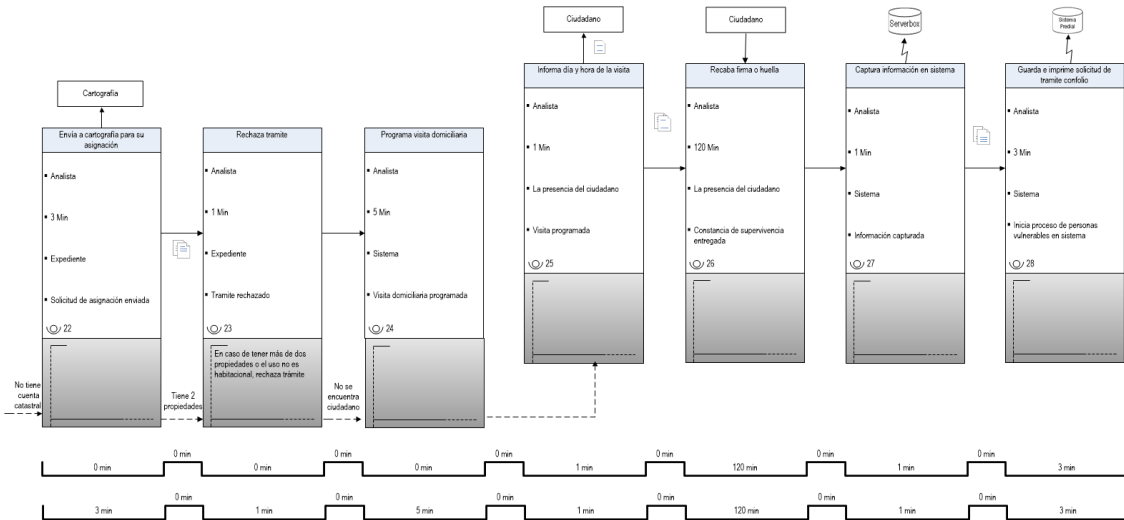 Ciudadano
Ciudadano
Serverbox
Sistema
Predial
Cartografía
Envía a cartografía para su
asignación
Analista
3 Min
Expediente
Solicitud de asignación enviada
22
Rechaza tramite
Analista
1 Min
Expediente
Tramite rechazado
23
En caso de tener más de dos
propiedades o el uso no es
habitacional, rechaza trámite
Programa visita domiciliaria
Analista
5 Min
Sistema
Visita domiciliaria programada
24
Informa día y hora de la visita
Analista
1 Min
La presencia del ciudadano
Visita programada
25
Recaba firma o huella
Analista
120 Min
La presencia del ciudadano
Constancia de supervivencia
entregada
26
Captura información en sistema
Analista
1 Min
Sistema
Información capturada
27
Guarda e imprime solicitud de
tramite confolio
Analista
3 Min
Sistema
Inicia proceso de personas
vulnerables en sistema
28
No tiene
cuenta
catastral
Tiene 2
propiedades
No se
encuentra
ciudadano
0 min
0 min
0 min
0 min
0 min
0 min
0 min
0 min
0 min
1 min
120 min
1 min
3 min
0 min
0 min
0 min
0 min
0 min
0 min
3 min
1 min
5 min
1 min
120 min
1 min
3 min